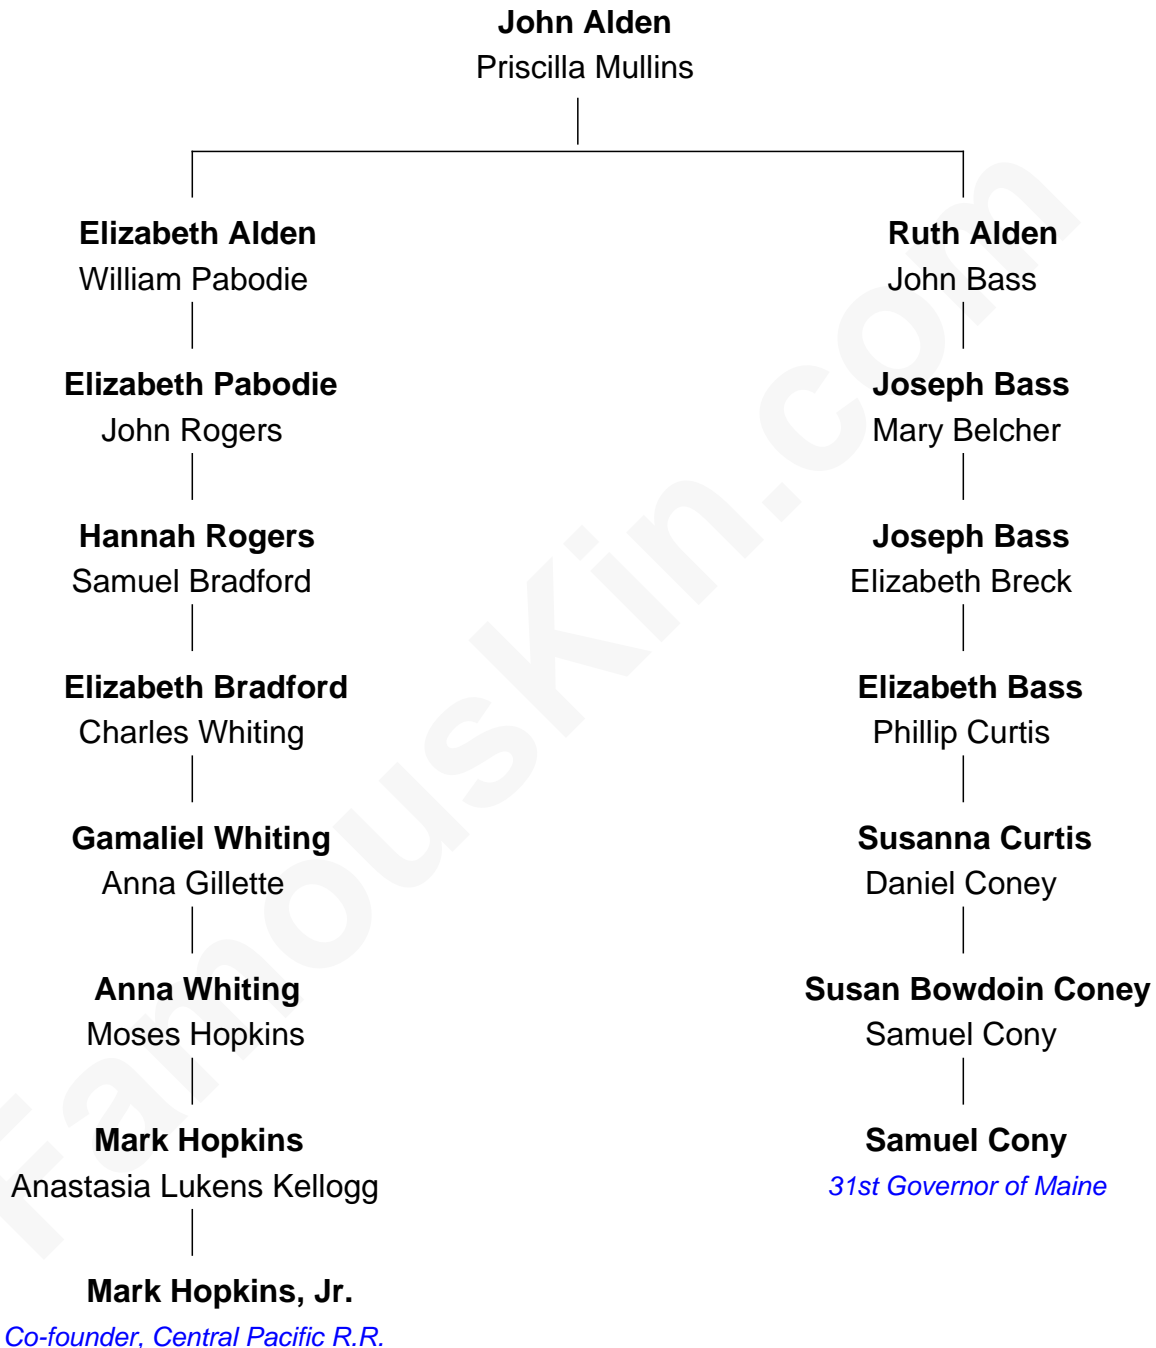 John Alden
Priscilla Mullins
Elizabeth Alden
William Pabodie
Ruth Alden
John Bass
Elizabeth Pabodie
John Rogers
Joseph Bass
Mary Belcher
Hannah Rogers
Samuel Bradford
Joseph Bass
Elizabeth Breck
Elizabeth Bradford
Charles Whiting
Elizabeth Bass
Phillip Curtis
Gamaliel Whiting
Anna Gillette
Susanna Curtis
Daniel Coney
Anna Whiting
Moses Hopkins
Susan Bowdoin Coney
Samuel Cony
Mark Hopkins
Anastasia Lukens Kellogg
Samuel Cony
31st Governor of Maine
Mark Hopkins, Jr.
Co-founder, Central Pacific R.R.
FamousKin.com